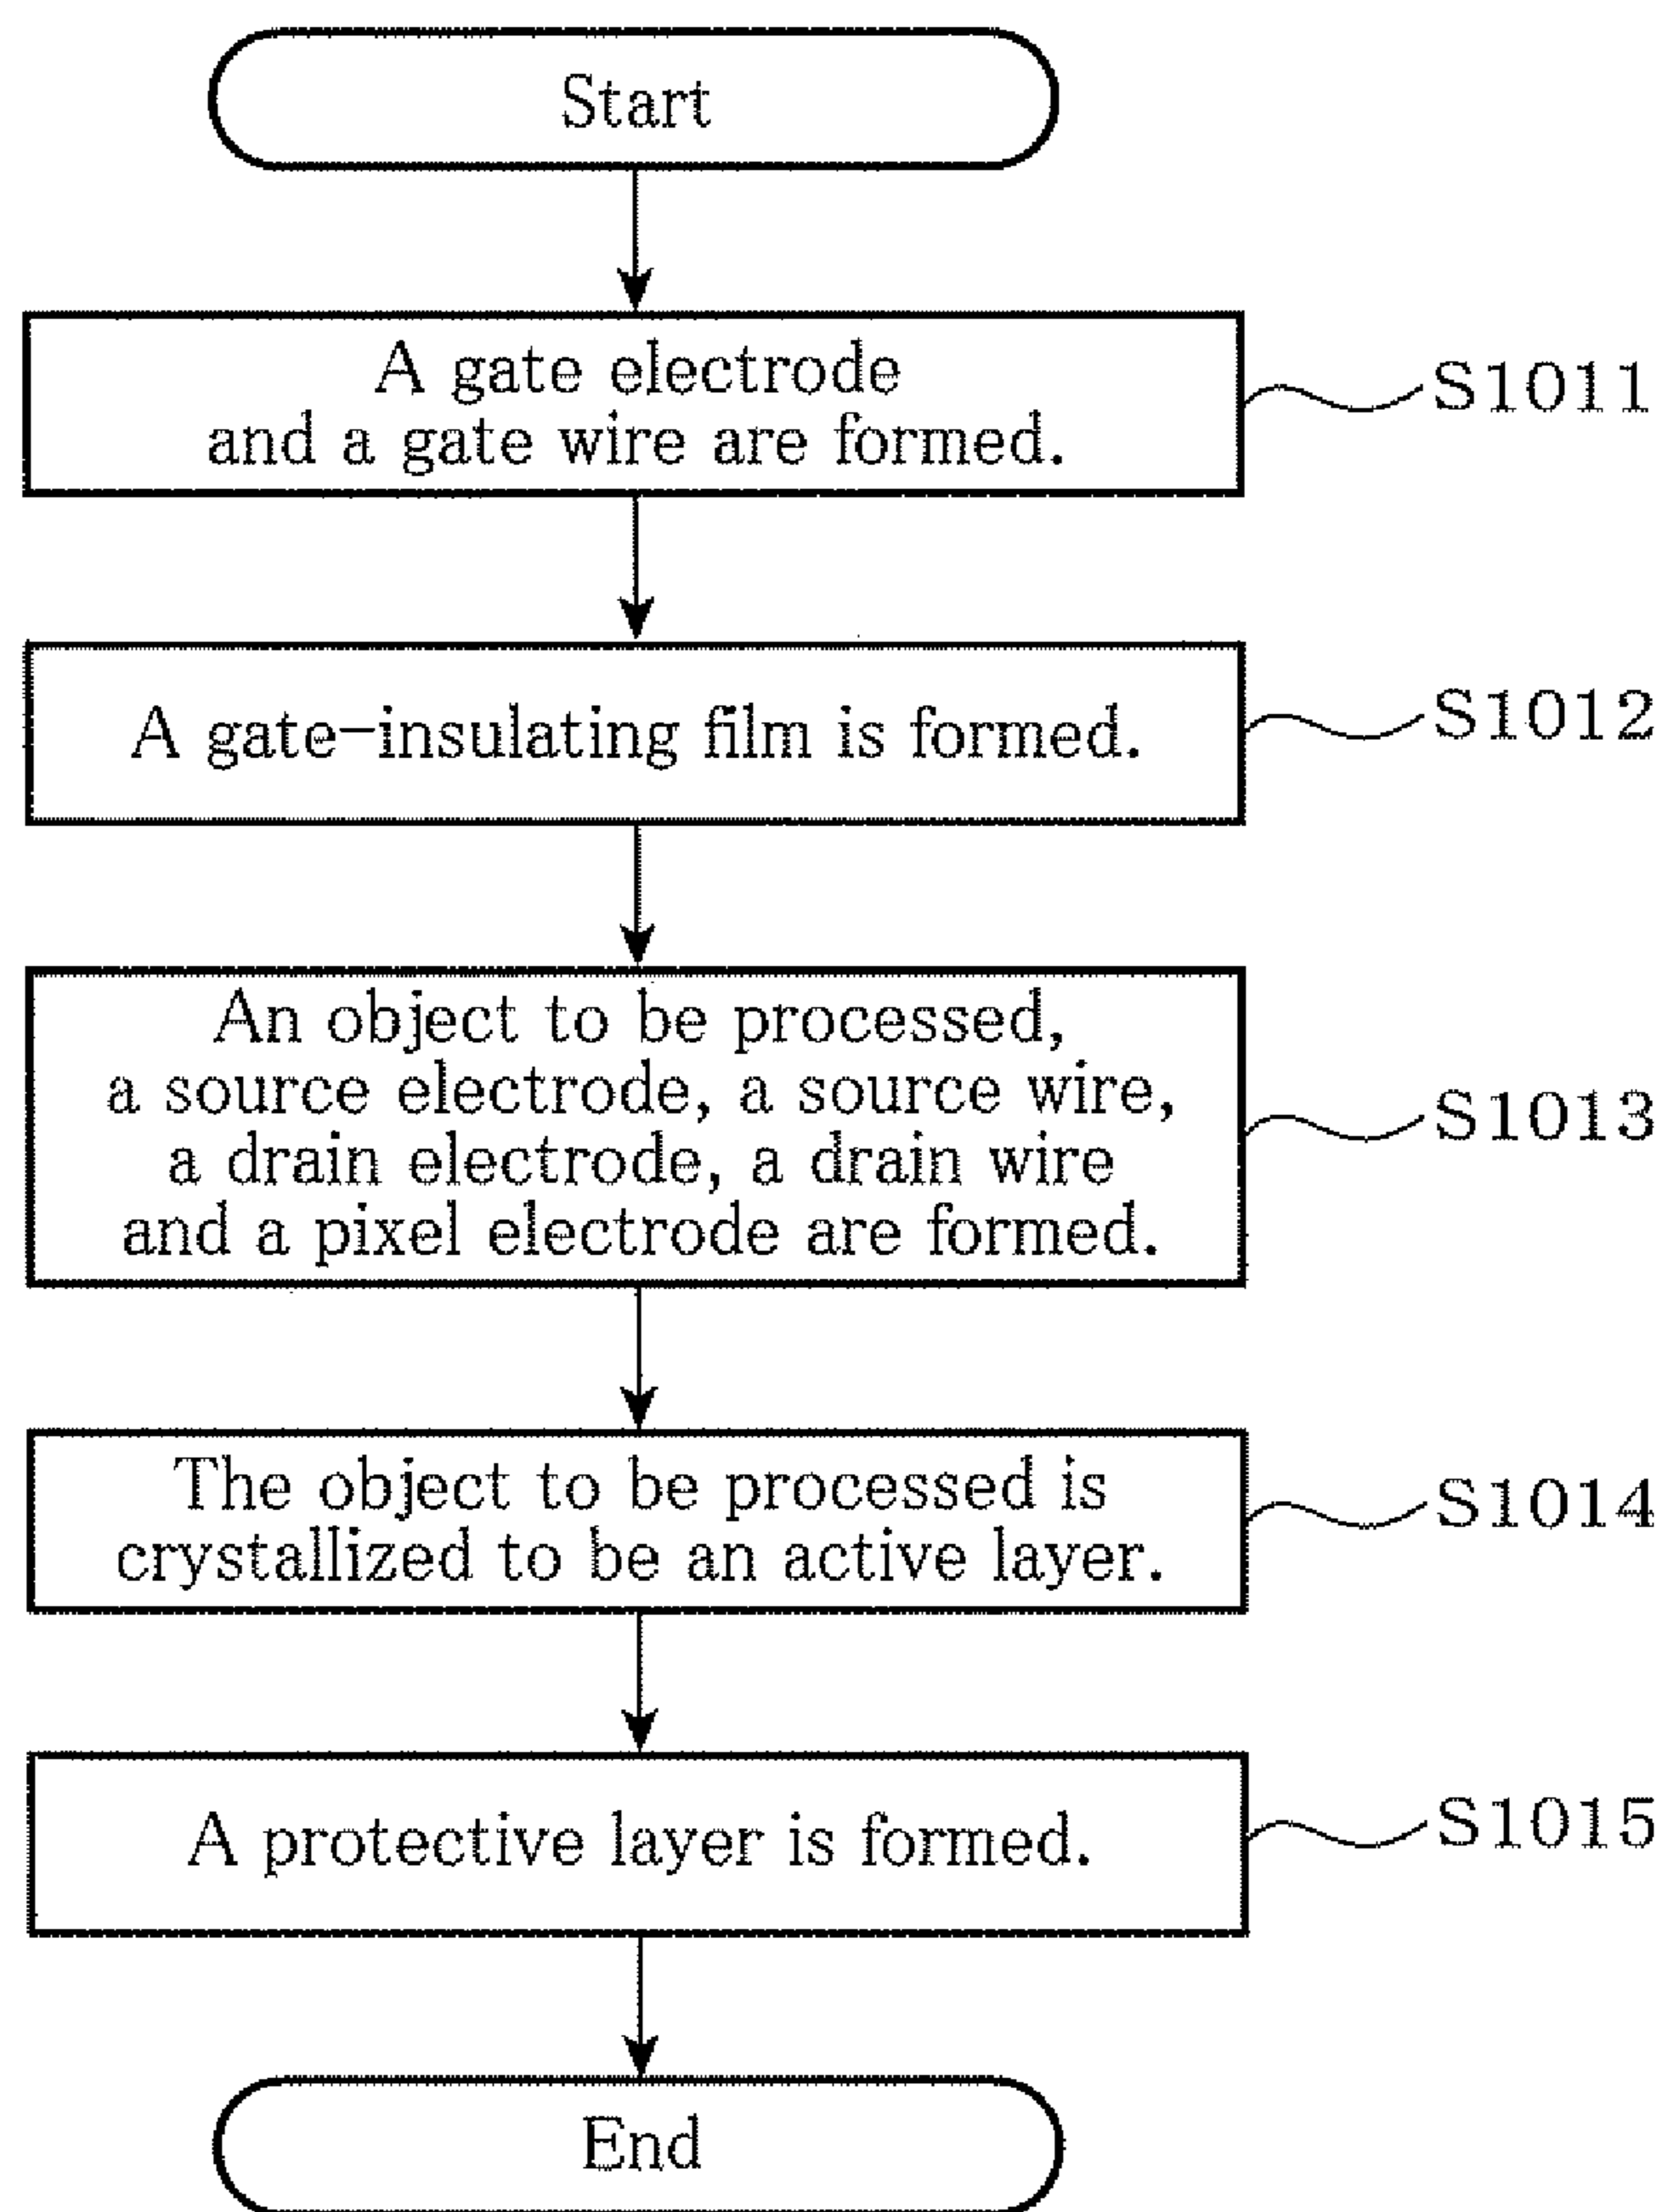 Start
A gate electrode
and a gate wire are formed.
S1011
A gate-insulating film is formed.
S1012
An object to be processed,
a source electrode, a source wire,
a drain electrode, a drain wire
and a pixel electrode are formed.
S1013
The object to be processed is
crystallized to be an active layer.
S1014
A protective layer is formed.
S1015
End